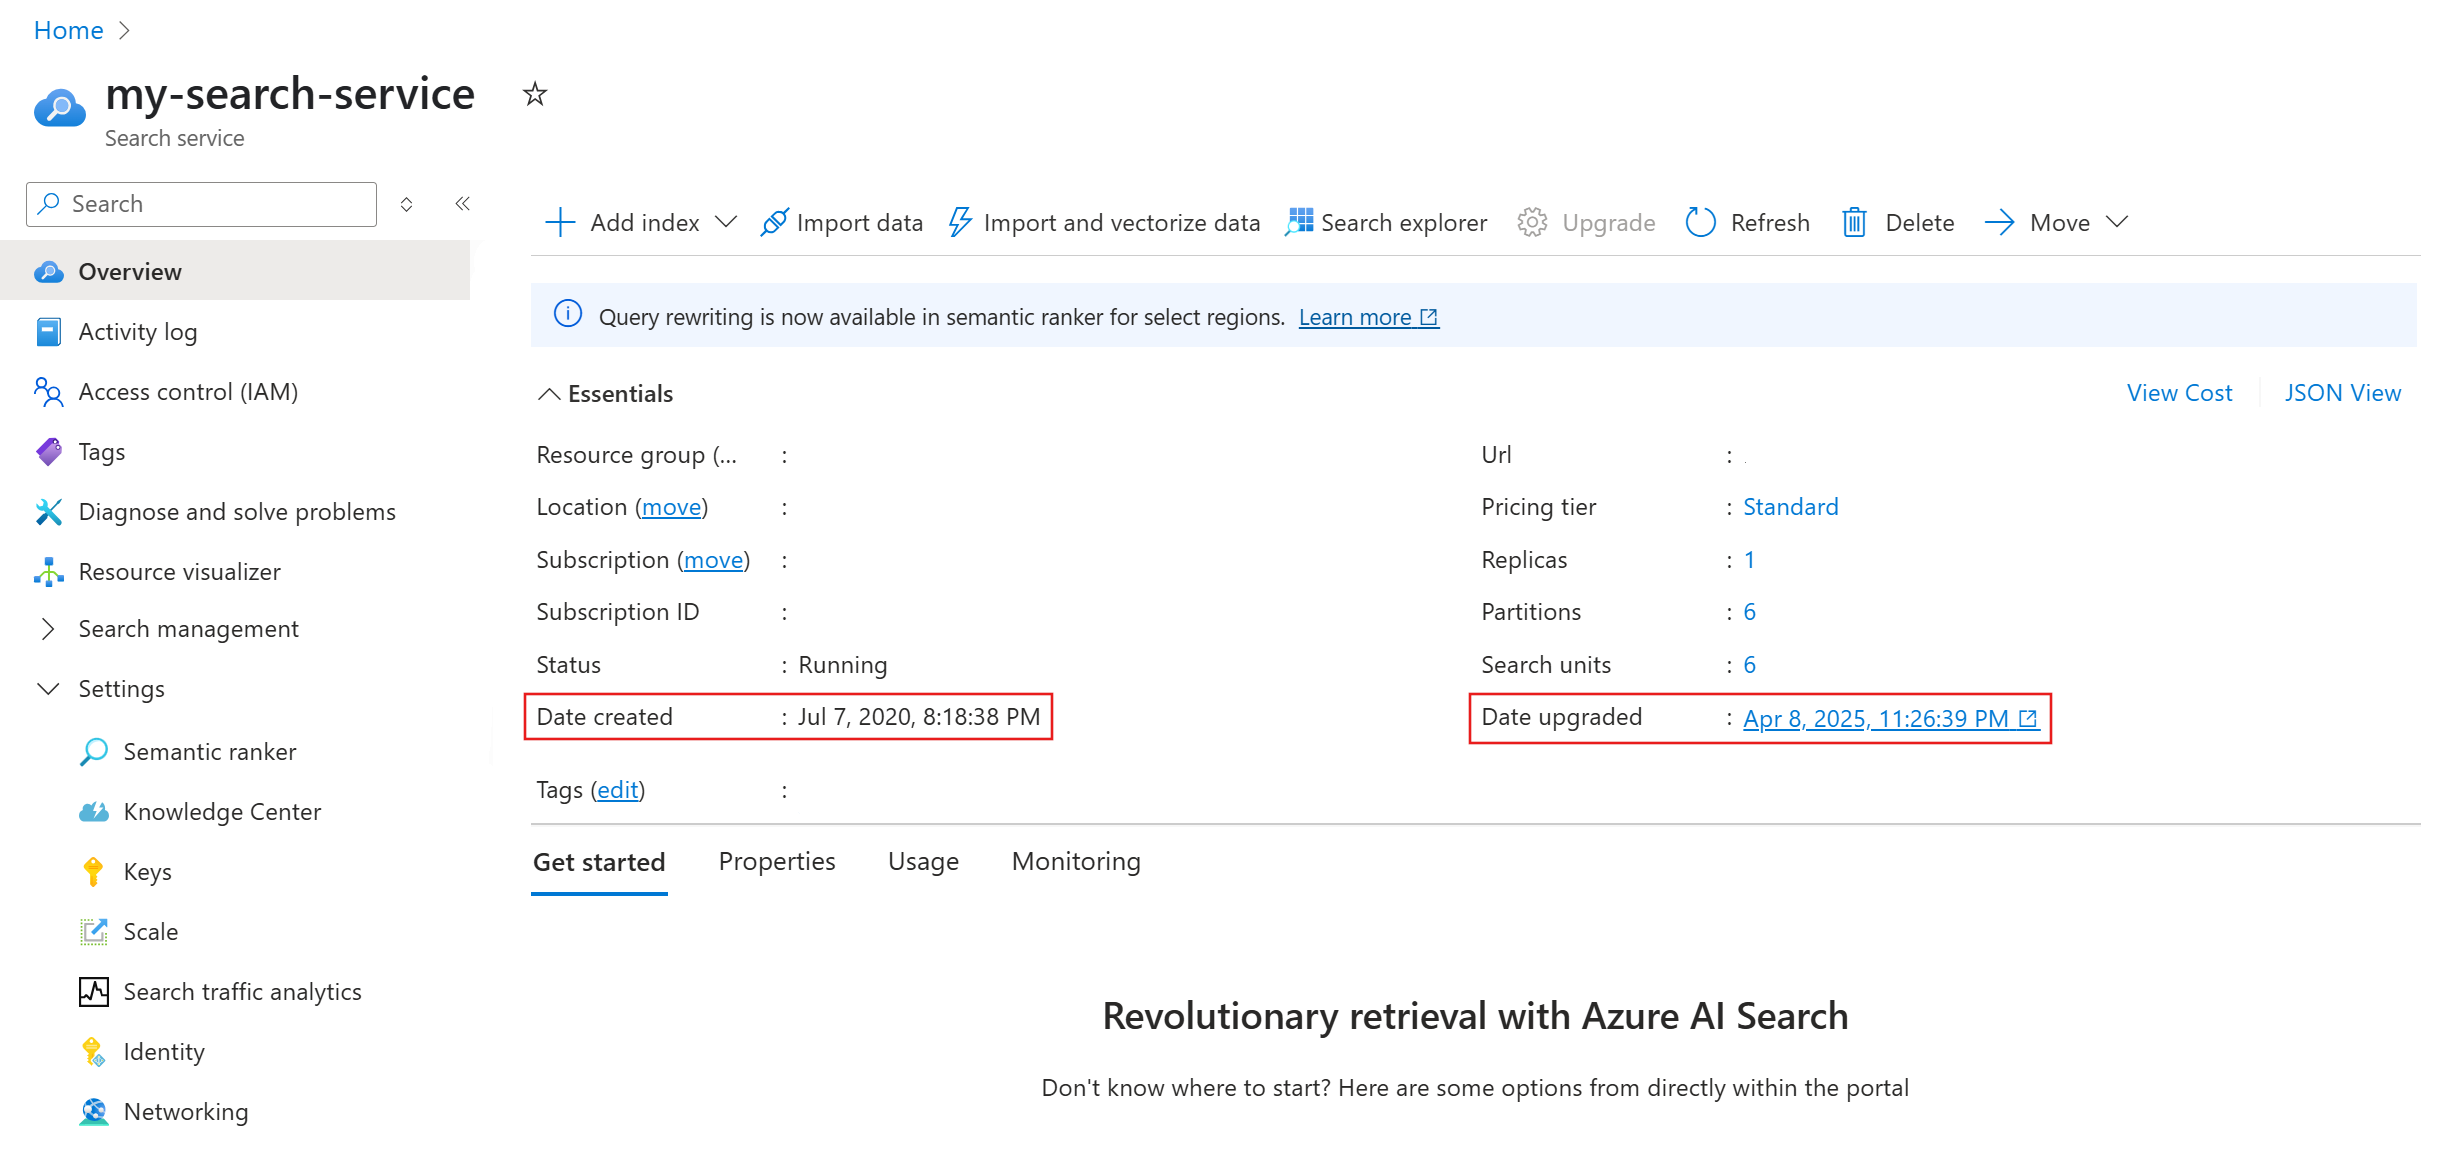 Home
my-search-service
Search service
Search
Add index Import data Import and vectorize data Search explorer Upgrade Refresh Delete Move
Overview
Activity log
Access control (IAM)
Tags
Diagnose and solve problems
Resource visualizer
Search management
Settings
Semantic ranker
Knowledge Center
Keys
Scale
Search traffic analytics
Identity
Networking
Query rewriting is now available in semantic ranker for select regions. Learn more
Essentials
View Cost JSON View
Resource group (... :
Location (move) :
Subscription (move) :
Subscription ID :
Status : Running
Date created : Jul 7, 2020, 8:18:38 PM
Url :
Pricing tier : Standard
Replicas : 1
Partitions : 6
Search units : 6
Date upgraded : Apr 8, 2025, 11:26:39 PM
Tags (edit) :
Get started Properties Usage Monitoring
Revolutionary retrieval with Azure AI Search
Don't know where to start? Here are some options from directly within the portal